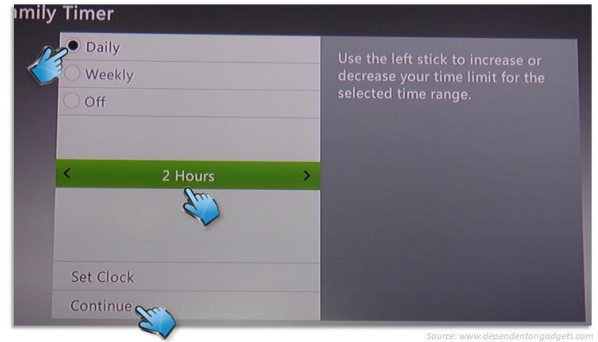 amily Timer
Daily
Weekly
Off
< 2 Hours >
Set Clock
Continue
Use the left stick to increase or
decrease your time limit for the
selected time range.
Source: www.dependentongadgets.com